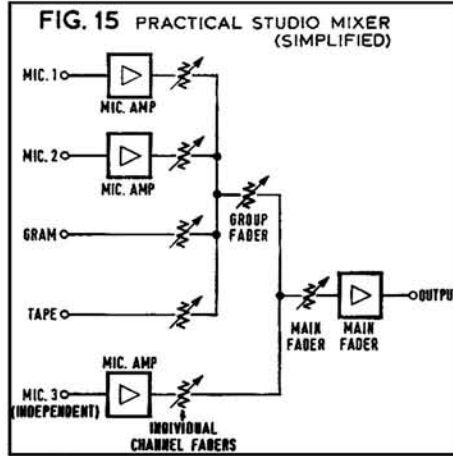 FIG. 15 PRACTICAL STUDIO MIXER
(SIMPLIFIED)
MIC. 1
MIC. AMP
MIC. 2
MIC. AMP
GRAM
GROUP
FADER
TAPE
OUTPUT
MAIN
FADER
MAIN
FADER
MIC. AMP
MIC. 3
(INDEPENDENT)
INDIVIDUAL
CHANNEL FADERS